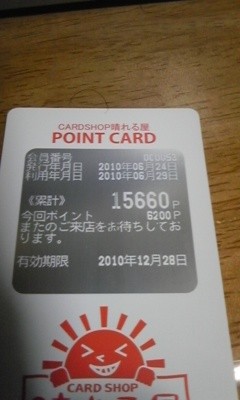 CARDSHOP晴れる屋
POINT CARD
会員番号
発行年月日 2010年06月24日
利用年月日 2010年06月29日
《累計》 15660P
今回ポイント 6200P
またのご来店をお待ちしてお
ります。
有効期限 2010年12月28日
CARD SHOP